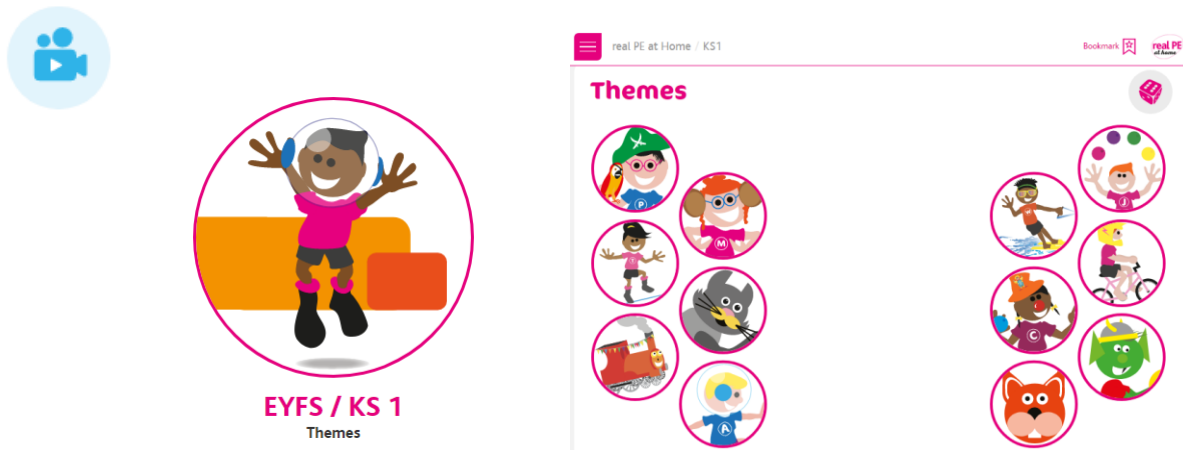 EYFS / KS 1
Themes
real PE at Home / KS1
Bookmark
real PE
at home
Themes
P
M
J
C
A